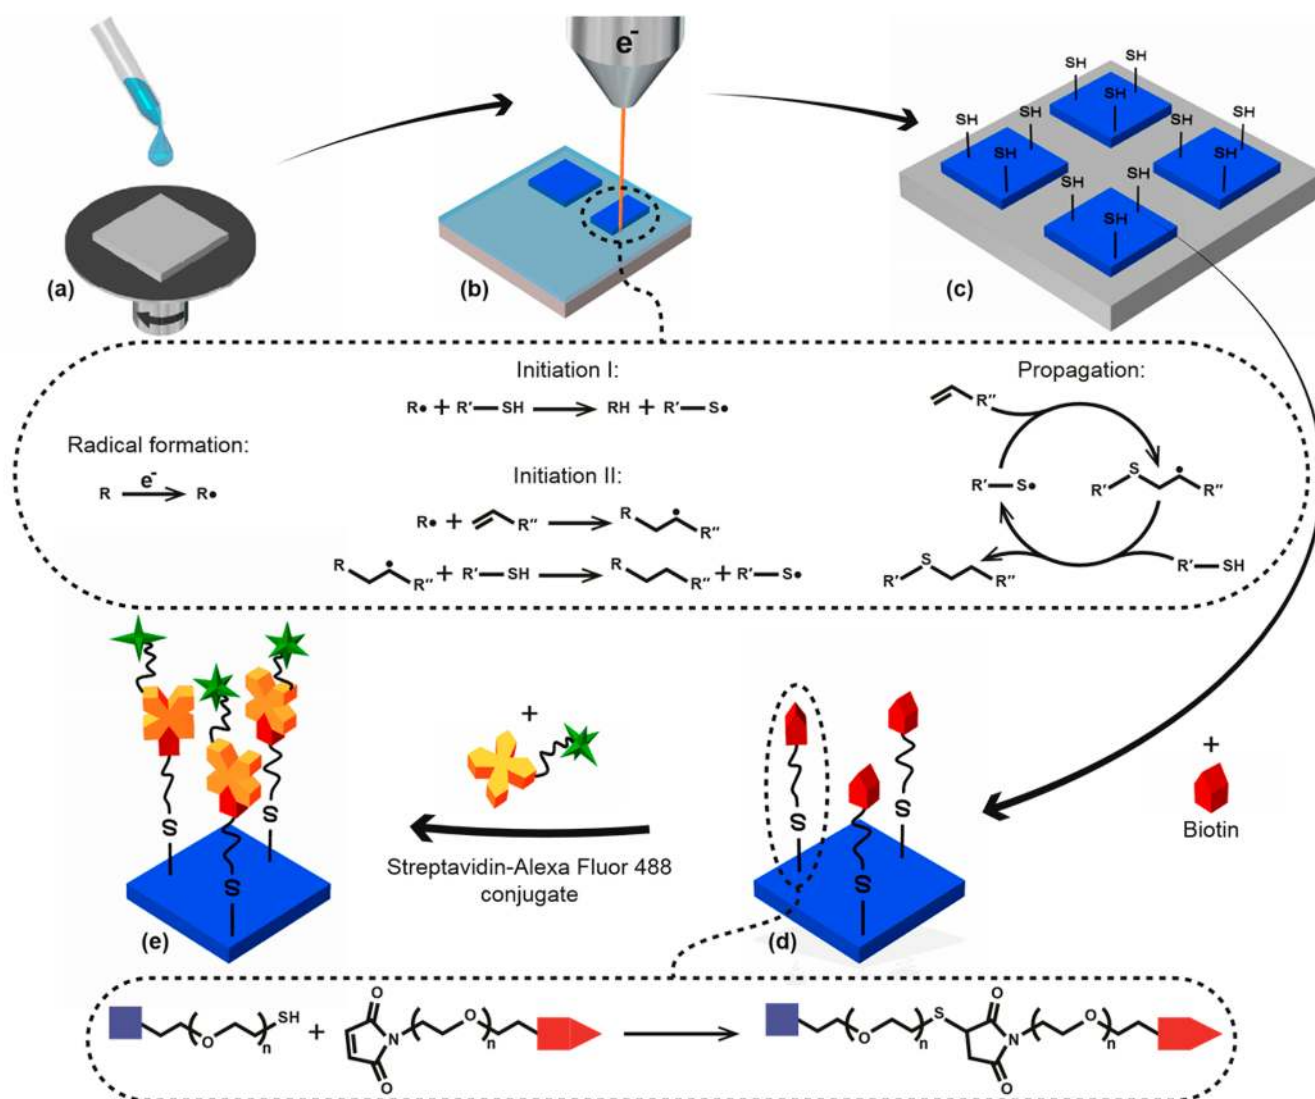 e⁻
SH
SH
SH
SH
SH
SH
SH
SH
SH
SH
SH
SH
(a)
(b)
(c)
Initiation I:
R• + R′—SH → RH + R′—S•
Propagation:
R″
Radical formation:
R e⁻ → R•
Initiation II:
R• + R″ → R R″
R′—S•
R′ S R″
R R″ + R′—SH → R R″ + R′—S•
R′ S R″
R′—SH
+
+
Biotin
Streptavidin-Alexa Fluor 488
conjugate
S
S
S
S
S
S
(e)
(d)
SH + O O N O → S O O N O
( O )n
( O )n
( O )n
( O )n